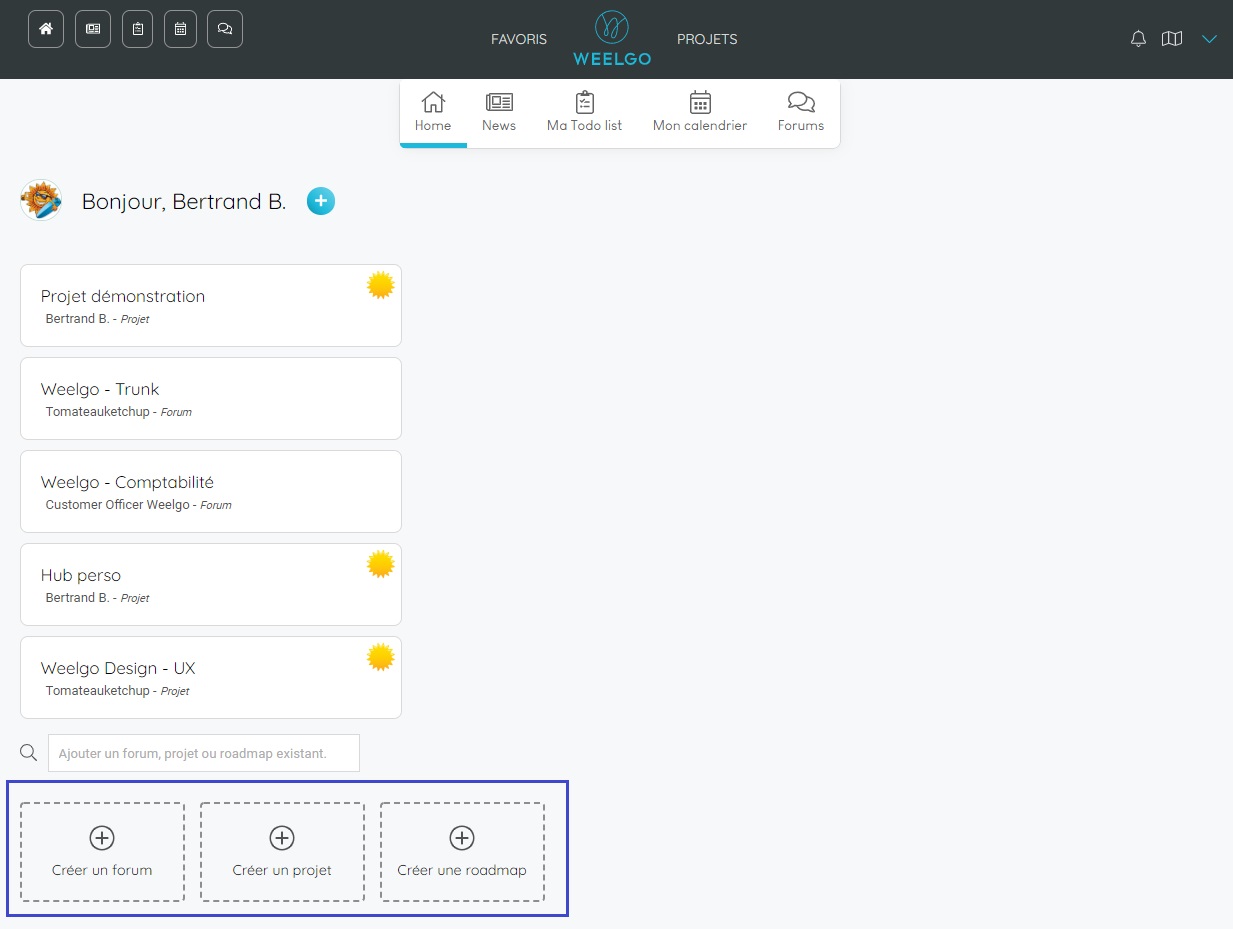 FAVORIS
WEELGO
PROJETS
Home
News
Ma Todo list
Mon calendrier
Forums
Bonjour, Bertrand B.
Projet démonstration
Bertrand B. - Projet
Weelgo - Trunk
Tomateauketchup - Forum
Weelgo - Comptabilité
Customer Officer Weelgo - Forum
Hub perso
Bertrand B. - Projet
Weelgo Design - UX
Tomateauketchup - Projet
Ajouter un forum, projet ou roadmap existant.
Créer un forum
Créer un projet
Créer une roadmap